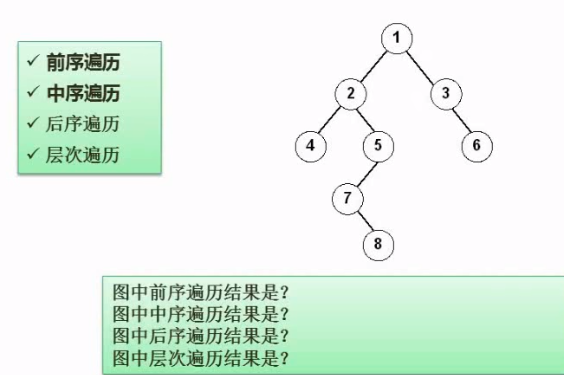 ✓ 前序遍历
✓ 中序遍历
✓ 后序遍历
✓ 层次遍历
1
2
3
4
5
6
7
8
图中前序遍历结果是？
图中中序遍历结果是？
图中后序遍历结果是？
图中层次遍历结果是？